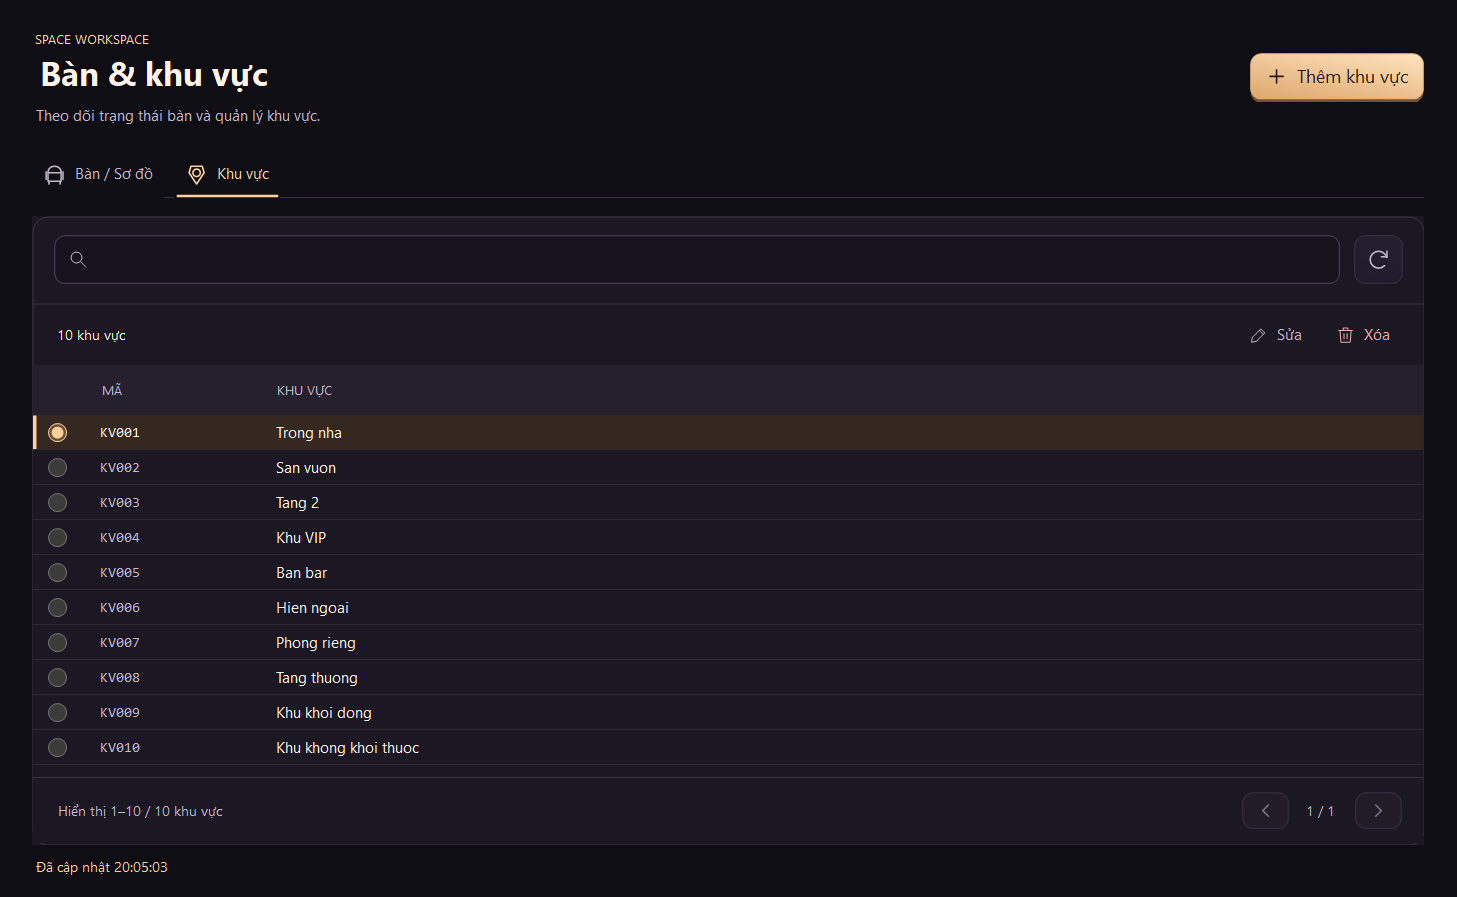 SPACE WORKSPACE
Bàn & khu vực
+ Thêm khu vực
Theo dõi trạng thái bàn và quản lý khu vực.
Bàn / Sơ đồ Khu vực
10 khu vực Sửa Xóa
MÃ KHU VỰC
KV001 Trong nha
KV002 San vuon
KV003 Tang 2
KV004 Khu VIP
KV005 Ban bar
KV006 Hien ngoai
KV007 Phong rieng
KV008 Tang thuong
KV009 Khu khoi dong
KV010 Khu khong khoi thuoc
Hiển thị 1–10 / 10 khu vực 1 / 1
Đã cập nhật 20:05:03